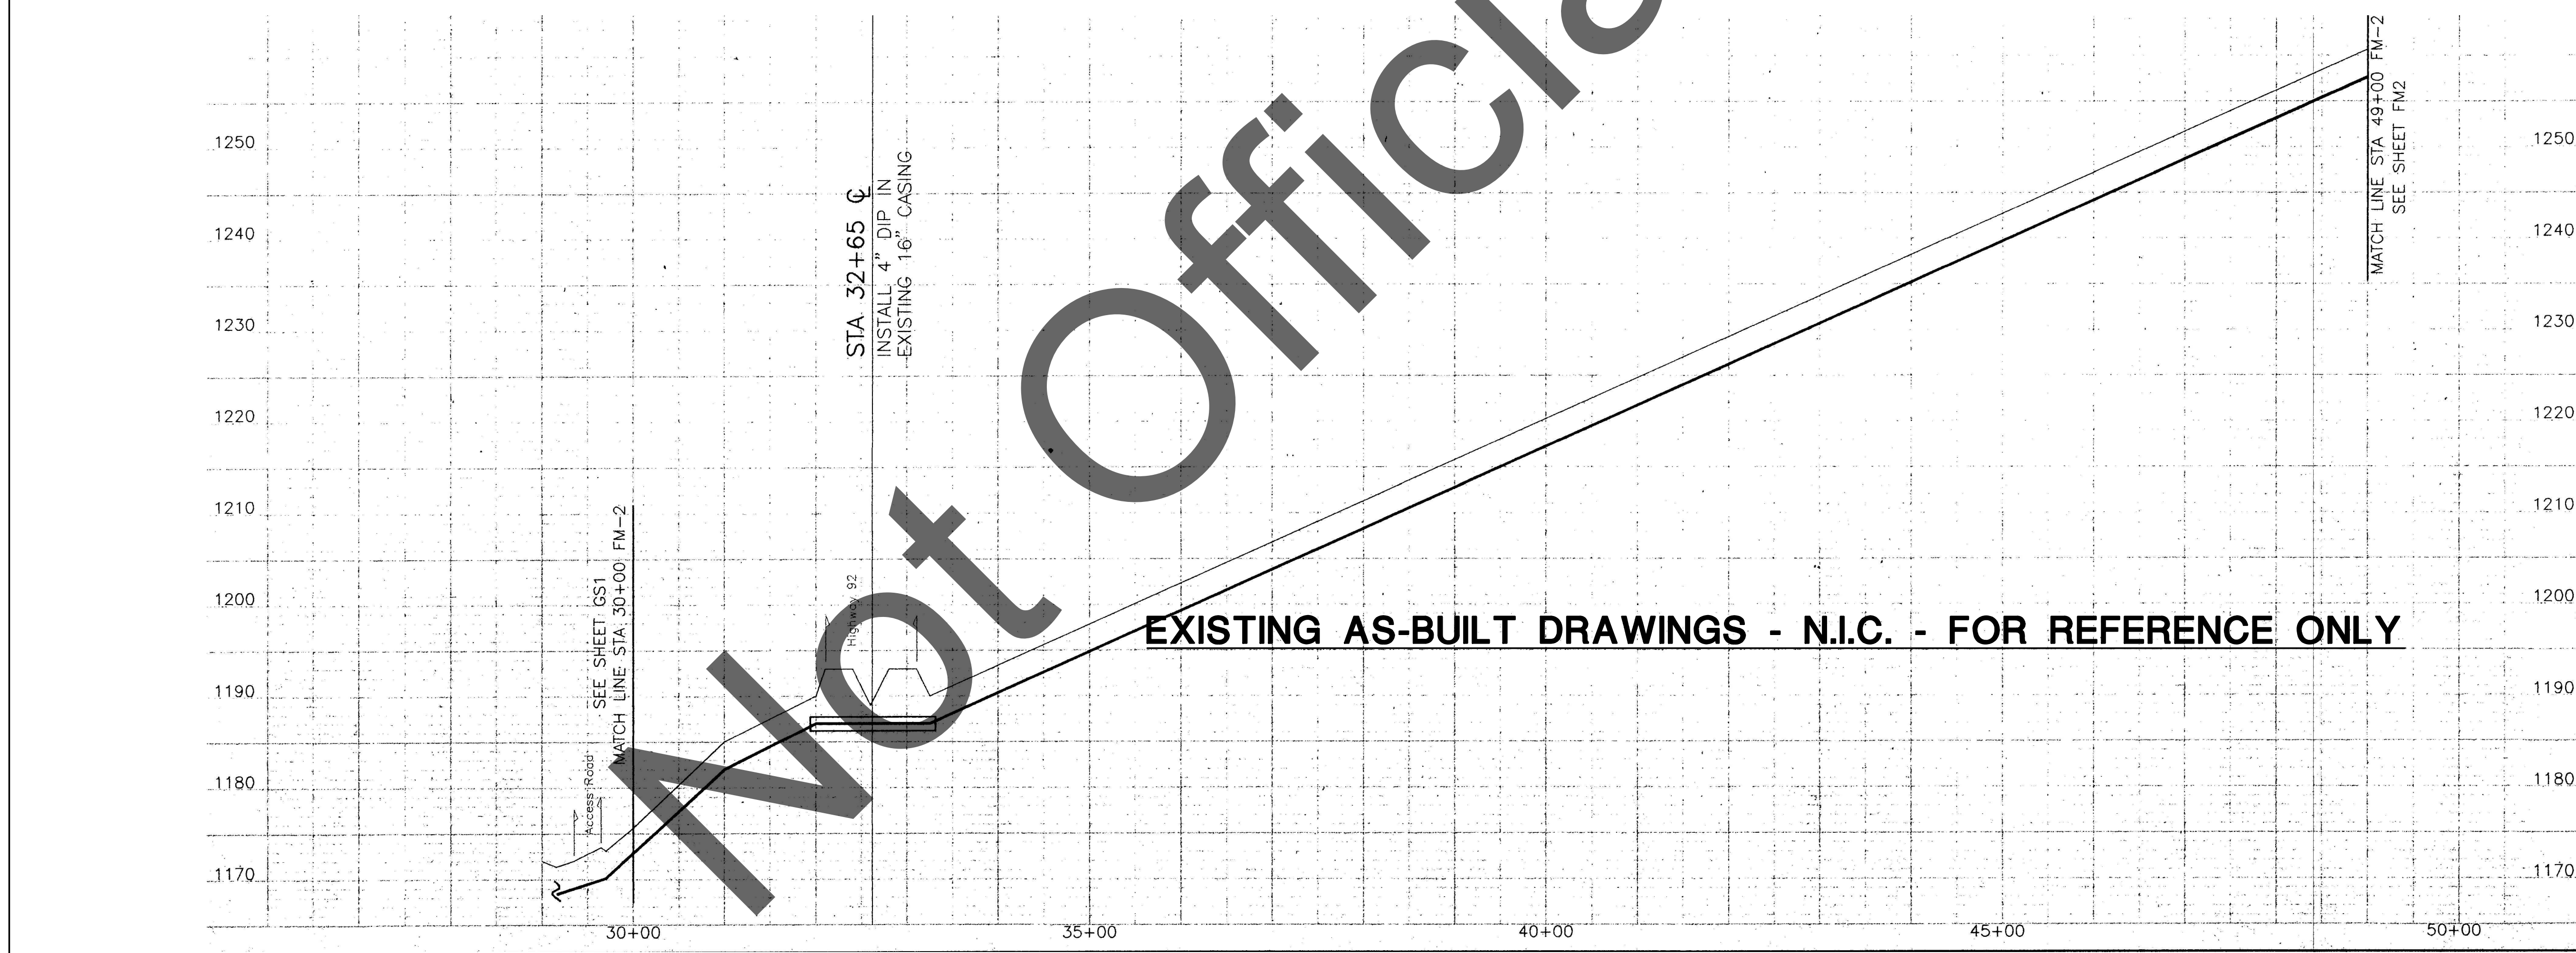 Not Officia
1250
1240
1230
1220
1210
1200
1190
1180
1170
STA 32+65 ℄
INSTALL 4" DIP IN
EXISTING 16" CASING
SEE SHEET GS1
MATCH LINE STA 30+00 FM-2
Access Road
Highway 92
EXISTING AS-BUILT DRAWINGS - N.I.C. - FOR REFERENCE ONLY
MATCH LINE STA 49+00 FM-2
SEE SHEET FM2
1250
1240
1230
1220
1210
1200
1190
1180
1170
30+00
35+00
40+00
45+00
50+00